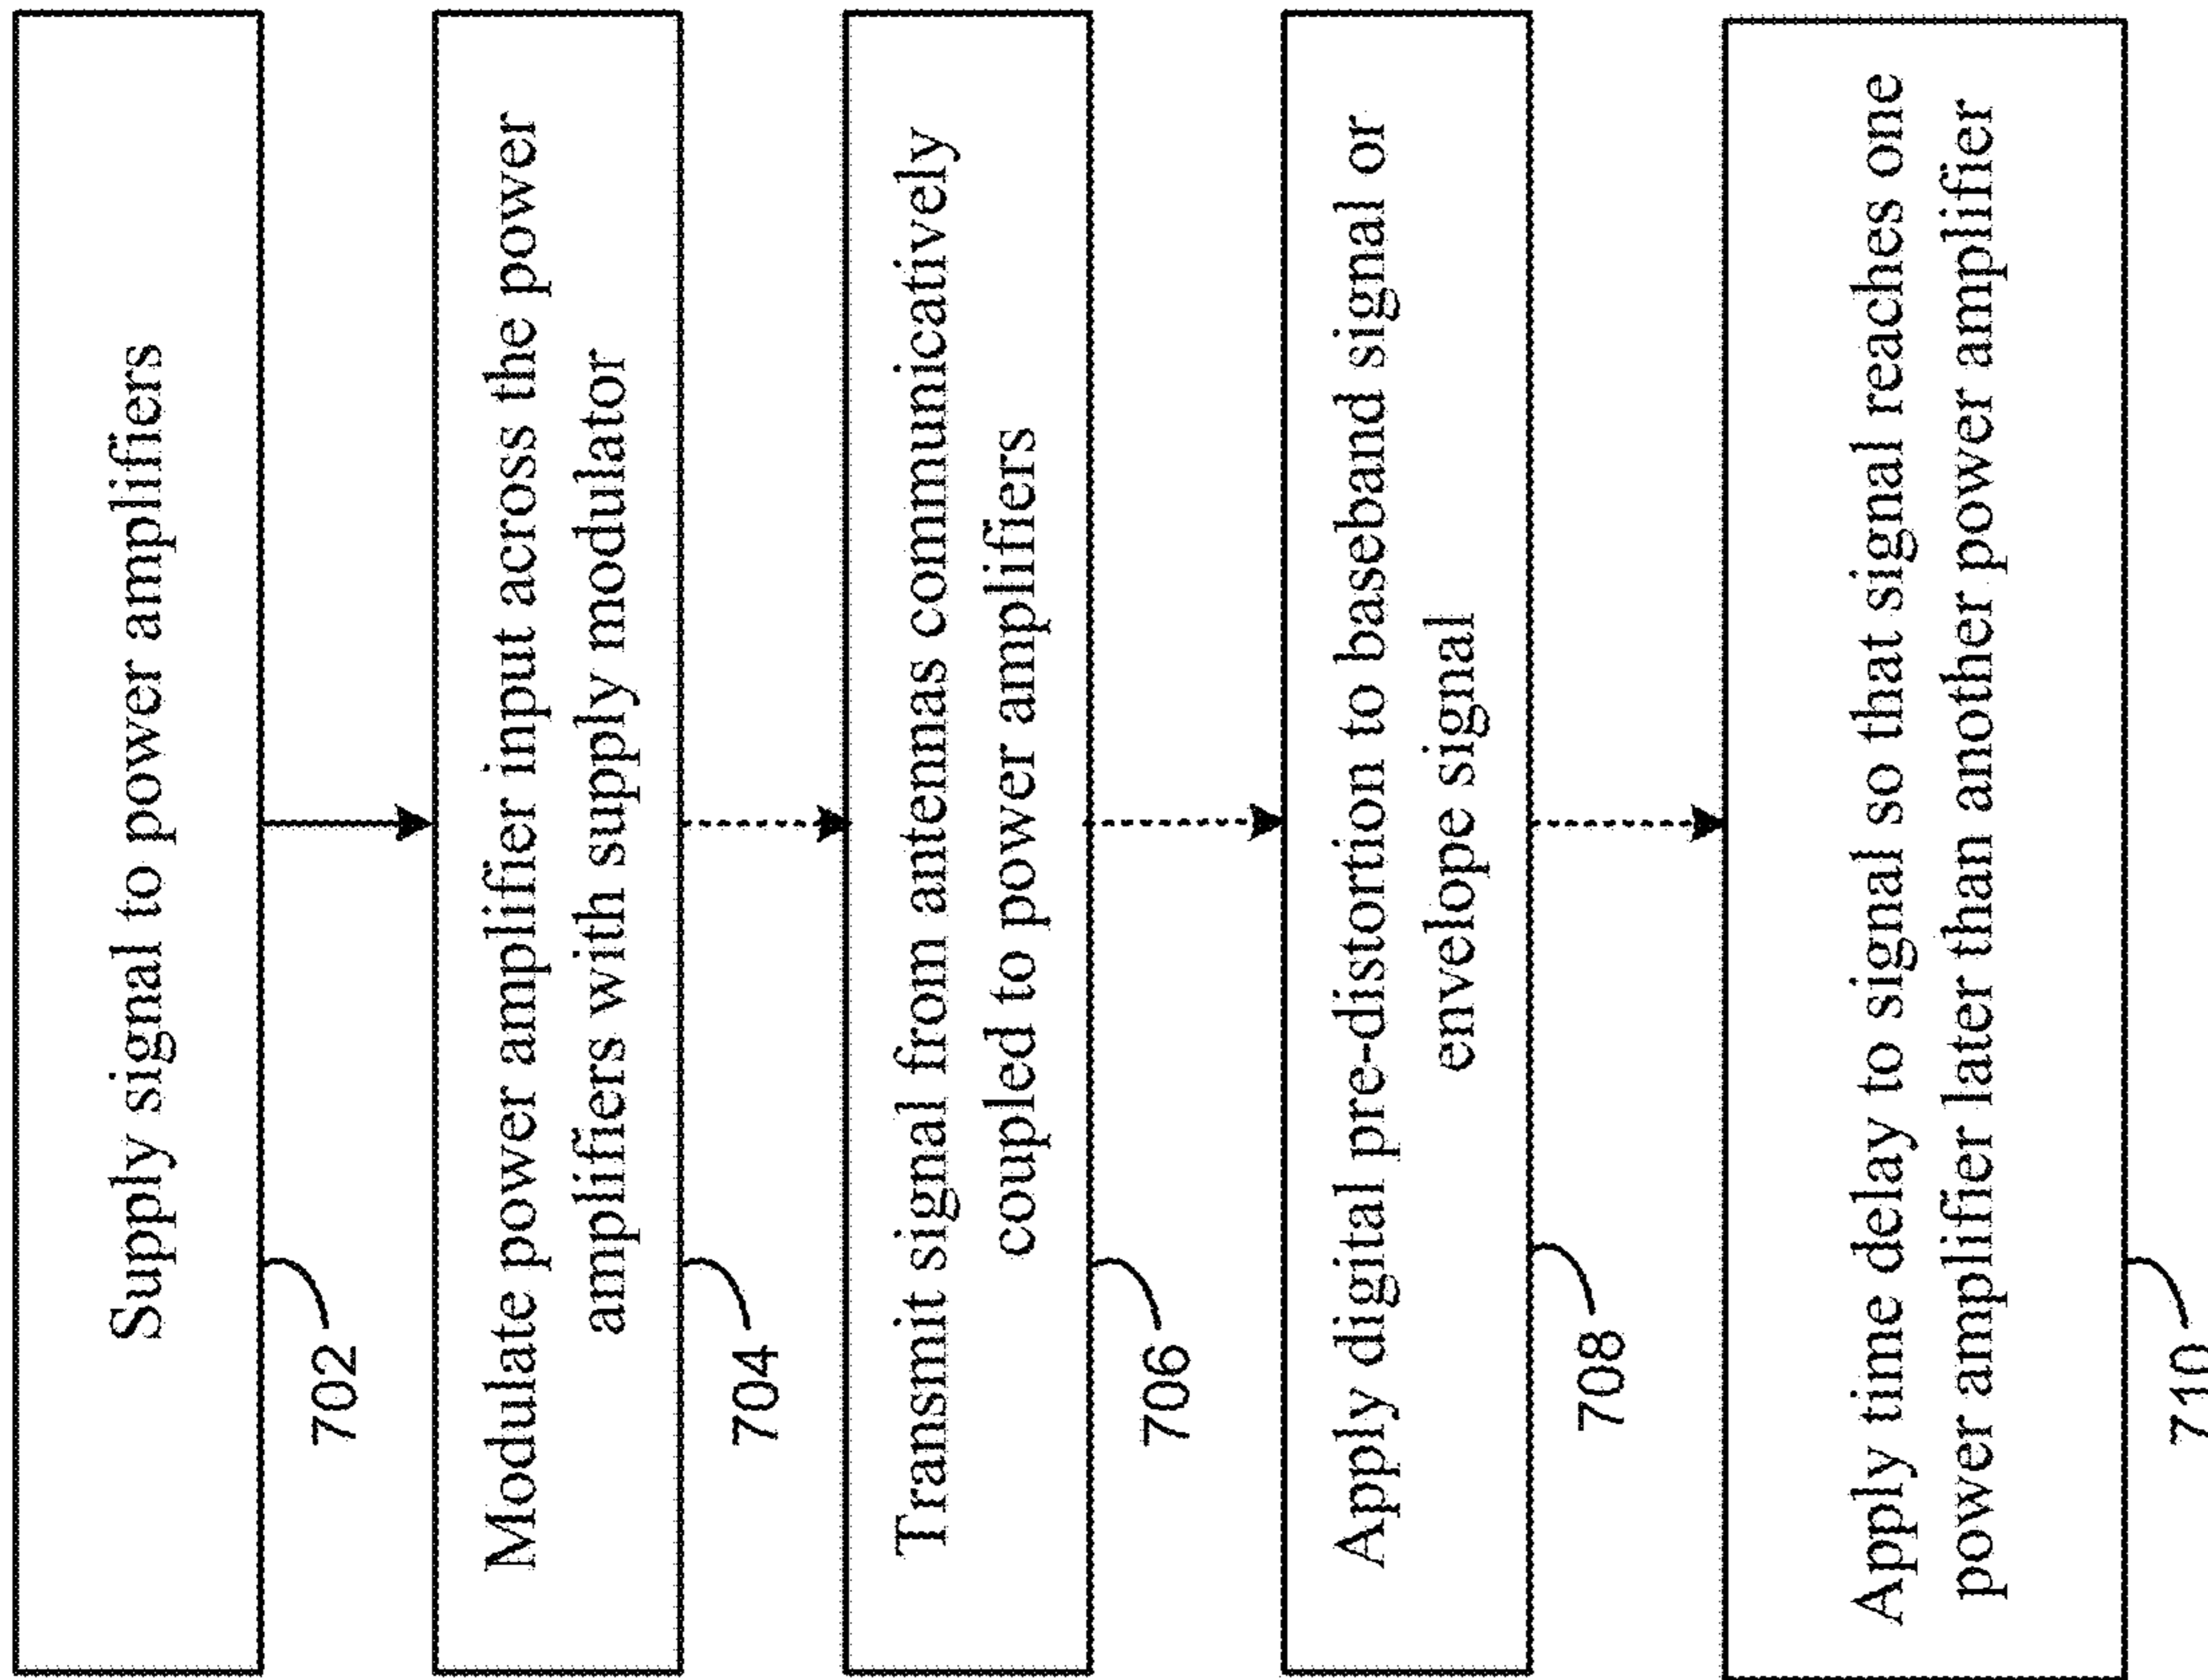 Supply signal to power amplifiers
702
Modulate power amplifier input across the power
amplifiers with supply modulator
704
Transmit signal from antennas communicatively
coupled to power amplifiers
706
Apply digital pre-distortion to baseband signal or
envelope signal
708
Apply time delay to signal so that signal reaches one
power amplifier later than another power amplifier
710